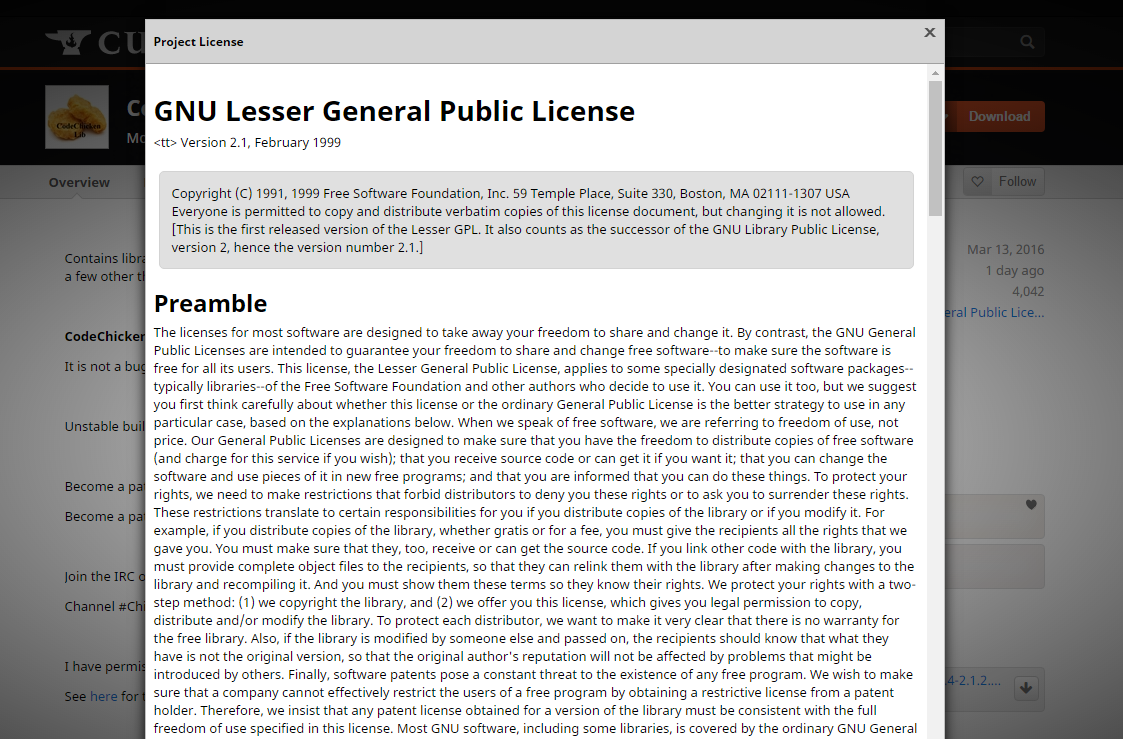 CU
Project License
Co
CodeChicken
Lib
Mo
Download
Overview
Follow
GNU Lesser General Public License
<tt> Version 2.1, February 1999
Copyright (C) 1991, 1999 Free Software Foundation, Inc. 59 Temple Place, Suite 330, Boston, MA 02111-1307 USA
Everyone is permitted to copy and distribute verbatim copies of this license document, but changing it is not allowed.
[This is the first released version of the Lesser GPL. It also counts as the successor of the GNU Library Public License,
version 2, hence the version number 2.1.]
Preamble
The licenses for most software are designed to take away your freedom to share and change it. By contrast, the GNU General
Public Licenses are intended to guarantee your freedom to share and change free software--to make sure the software is
free for all its users. This license, the Lesser General Public License, applies to some specially designated software packages--
typically libraries--of the Free Software Foundation and other authors who decide to use it. You can use it too, but we suggest
you first think carefully about whether this license or the ordinary General Public License is the better strategy to use in any
particular case, based on the explanations below. When we speak of free software, we are referring to freedom of use, not
price. Our General Public Licenses are designed to make sure that you have the freedom to distribute copies of free software
(and charge for this service if you wish); that you receive source code or can get it if you want it; that you can change the
software and use pieces of it in new free programs; and that you are informed that you can do these things. To protect your
rights, we need to make restrictions that forbid distributors to deny you these rights or to ask you to surrender these rights.
These restrictions translate to certain responsibilities for you if you distribute copies of the library or if you modify it. For
example, if you distribute copies of the library, whether gratis or for a fee, you must give the recipients all the rights that we
gave you. You must make sure that they, too, receive or can get the source code. If you link other code with the library, you
must provide complete object files to the recipients, so that they can relink them with the library after making changes to the
library and recompiling it. And you must show them these terms so they know their rights. We protect your rights with a two-
step method: (1) we copyright the library, and (2) we offer you this license, which gives you legal permission to copy,
distribute and/or modify the library. To protect each distributor, we want to make it very clear that there is no warranty for
the free library. Also, if the library is modified by someone else and passed on, the recipients should know that what they
have is not the original version, so that the original author's reputation will not be affected by problems that might be
introduced by others. Finally, software patents pose a constant threat to the existence of any free program. We wish to make
sure that a company cannot effectively restrict the users of a free program by obtaining a restrictive license from a patent
holder. Therefore, we insist that any patent license obtained for a version of the library must be consistent with the full
freedom of use specified in this license. Most GNU software, including some libraries, is covered by the ordinary GNU General
Contains libra
a few other th
CodeChicken
It is not a bug
Unstable buil
Become a pat
Become a pat
Join the IRC o
Channel #Chi
I have permis
See here for t
Mar 13, 2016
1 day ago
4,042
eral Public Lice...
4-2.1.2....